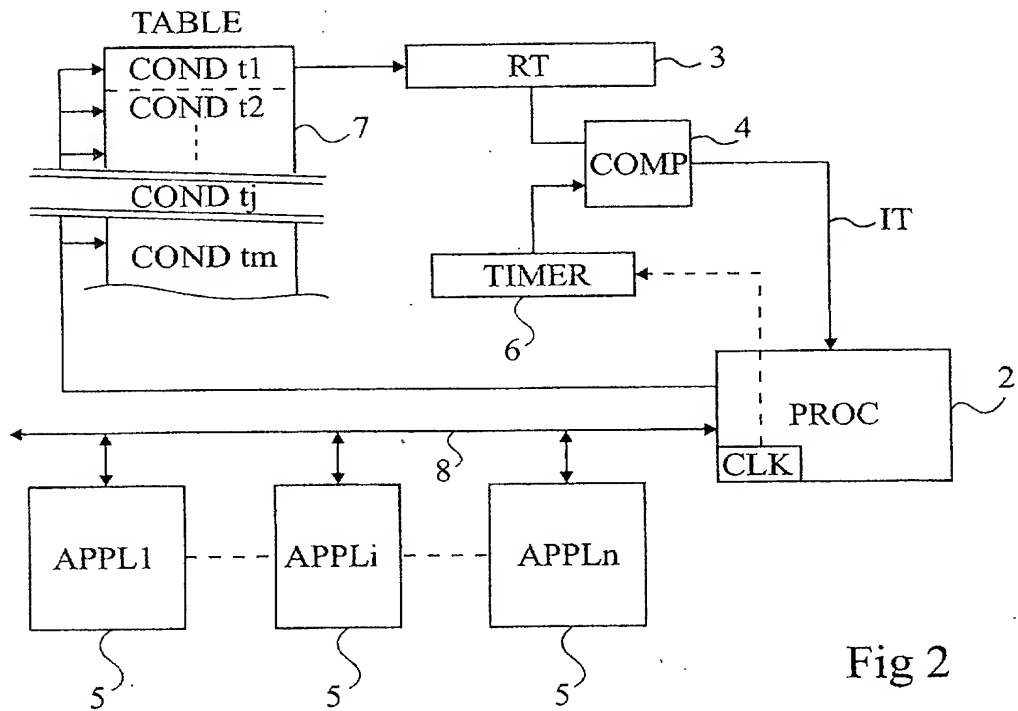 TABLE
COND t1
COND t2
7
COND tj
COND tm
RT
3
4
COMP
IT
TIMER
6
2
PROC
CLK
8
APPL1
APPLi
APPLn
5
5
5
Fig 2